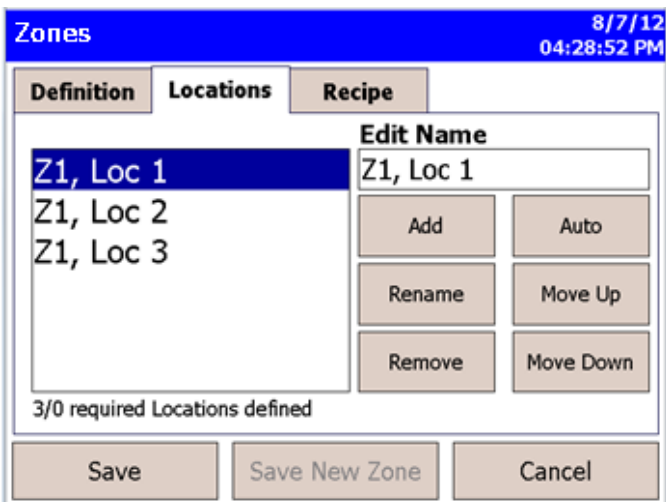 Zones
8/7/12
04:28:52 PM
Definition
Locations
Recipe
Edit Name
Z1, Loc 1
Z1, Loc 1
Z1, Loc 2
Z1, Loc 3
Add
Auto
Rename
Move Up
Remove
Move Down
3/0 required Locations defined
Save
Save New Zone
Cancel